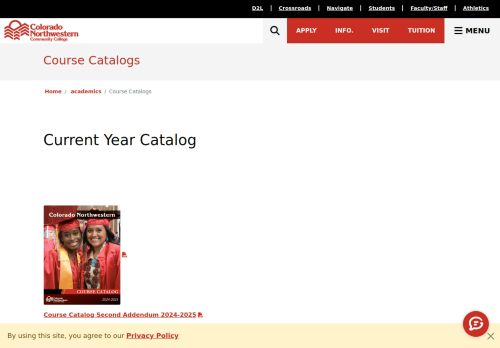 D2L | Crossroads | Navigate | Students | Faculty/Staff | Athletics
Colorado
Northwestern
Community College
APPLY INFO. VISIT TUITION MENU
Course Catalogs
Home / academics / Course Catalogs
Current Year Catalog
Colorado Northwestern
COURSE CATALOG
Colorado
Northwestern
2024-2025
Course Catalog Second Addendum 2024-2025
By using this site, you agree to our Privacy Policy